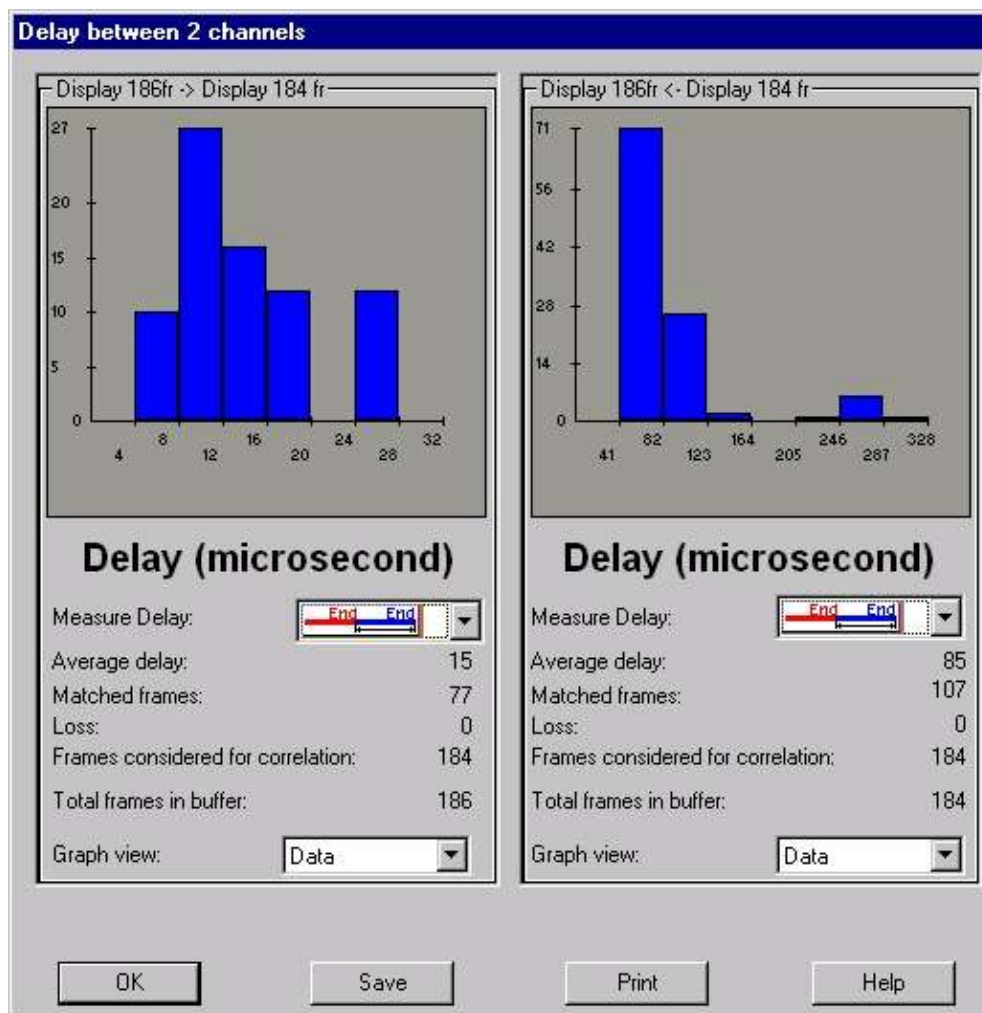 Delay between 2 channels
Display 186fr -> Display 184 fr
27
20
15
10
5
0
8 16 24 32
4 12 20 28
Delay (microsecond)
Measure Delay: End End
Average delay: 15
Matched frames: 77
Loss: 0
Frames considered for correlation: 184
Total frames in buffer: 186
Graph view: Data
Display 186fr <- Display 184 fr
71
56
42
28
14
0
82 164 246 328
41 123 205 287
Delay (microsecond)
Measure Delay: End End
Average delay: 85
Matched frames: 107
Loss: 0
Frames considered for correlation: 184
Total frames in buffer: 184
Graph view: Data
OK Save Print Help